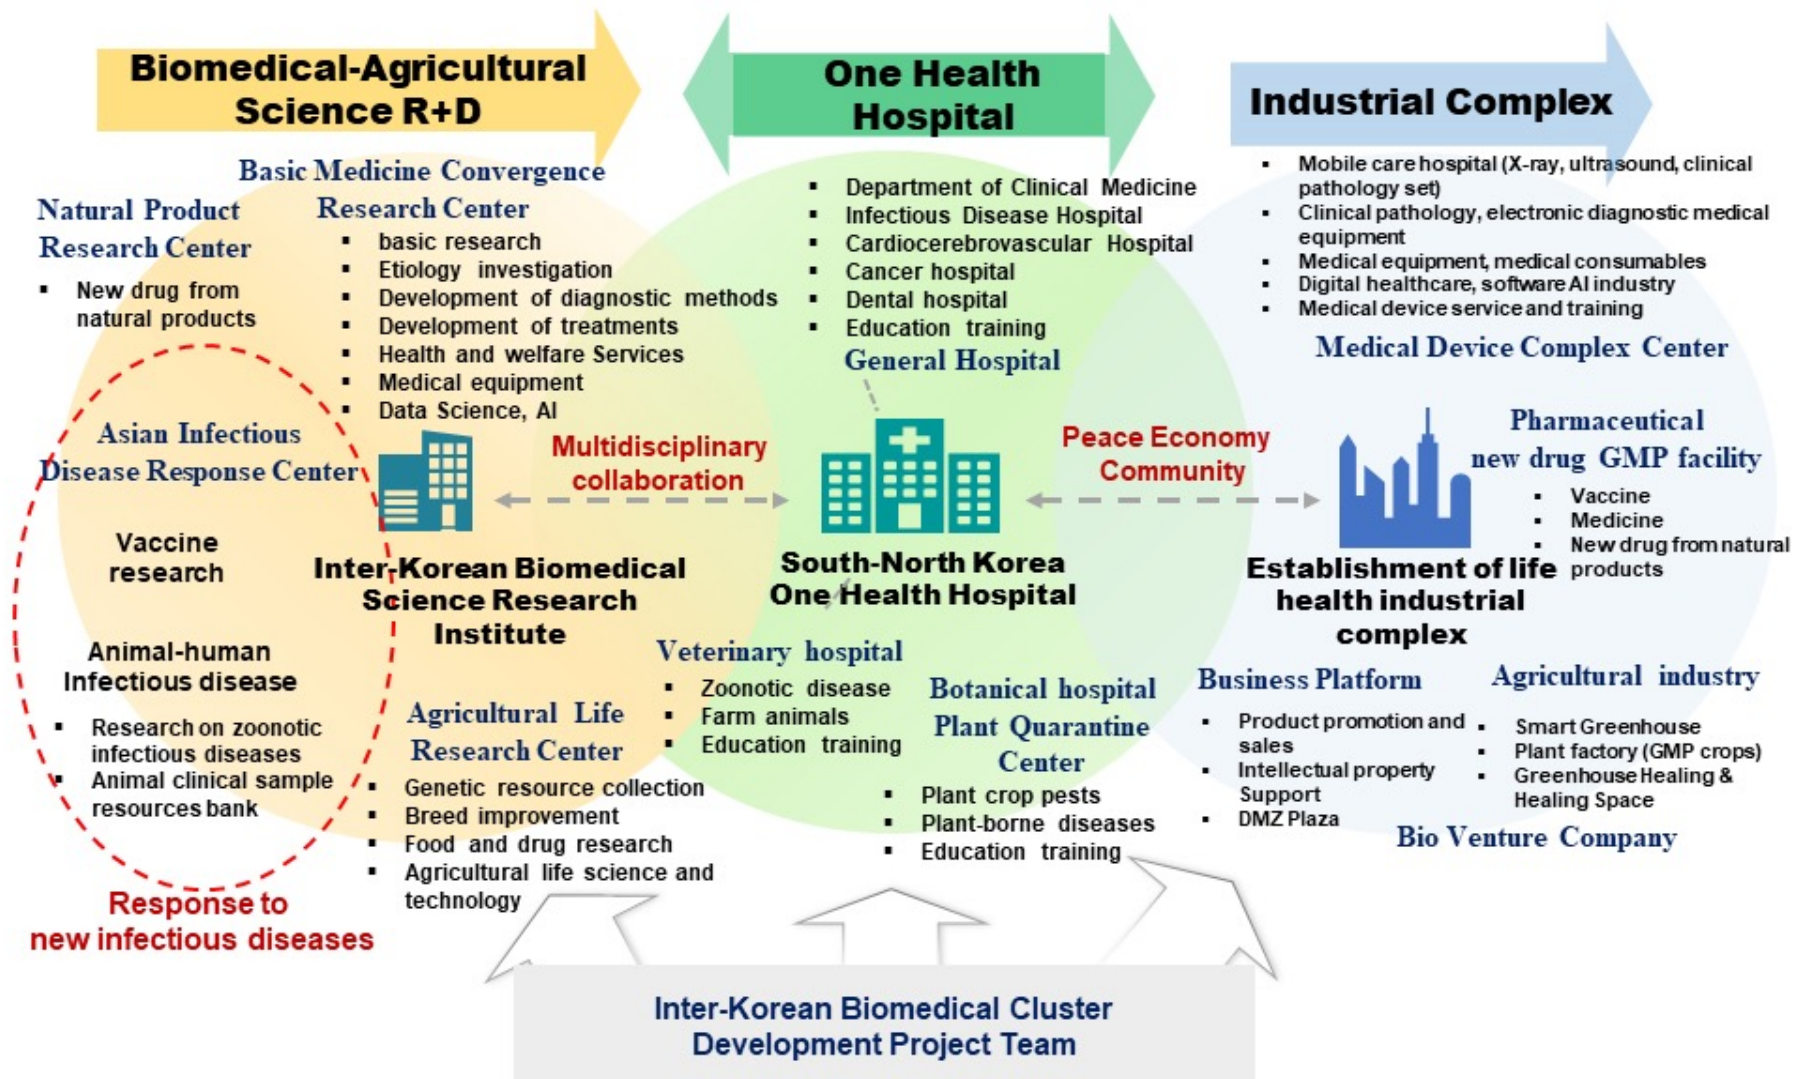 Biomedical-Agricultural
Science R+D
One Health
Hospital
Industrial Complex
Natural Product
Research Center
▪ New drug from
natural products
Basic Medicine Convergence
Research Center
▪ basic research
▪ Etiology investigation
▪ Development of diagnostic methods
▪ Development of treatments
▪ Health and welfare Services
▪ Medical equipment
▪ Data Science, AI
Asian Infectious
Disease Response Center
Vaccine
research
Animal-human
Infectious disease
▪ Research on zoonotic
infectious diseases
▪ Animal clinical sample
resources bank
Response to
new infectious diseases
Inter-Korean Biomedical
Science Research
Institute
Agricultural Life
Research Center
▪ Genetic resource collection
▪ Breed improvement
▪ Food and drug research
▪ Agricultural life science and
technology
Multidisciplinary
collaboration
▪ Department of Clinical Medicine
▪ Infectious Disease Hospital
▪ Cardiocerebrovascular Hospital
▪ Cancer hospital
▪ Dental hospital
▪ Education training
General Hospital
South-North Korea
One Health Hospital
Veterinary hospital
▪ Zoonotic disease
▪ Farm animals
▪ Education training
Botanical hospital
Plant Quarantine
Center
▪ Plant crop pests
▪ Plant-borne diseases
▪ Education training
Peace Economy
Community
▪ Mobile care hospital (X-ray, ultrasound, clinical
pathology set)
▪ Clinical pathology, electronic diagnostic medical
equipment
▪ Medical equipment, medical consumables
▪ Digital healthcare, software AI industry
▪ Medical device service and training
Medical Device Complex Center
Pharmaceutical
new drug GMP facility
▪ Vaccine
▪ Medicine
▪ New drug from natural
products
Establishment of life
health industrial
complex
Business Platform
▪ Product promotion and
sales
▪ Intellectual property
Support
▪ DMZ Plaza
Agricultural industry
▪ Smart Greenhouse
▪ Plant factory (GMP crops)
▪ Greenhouse Healing &
Healing Space
Bio Venture Company
Inter-Korean Biomedical Cluster
Development Project Team